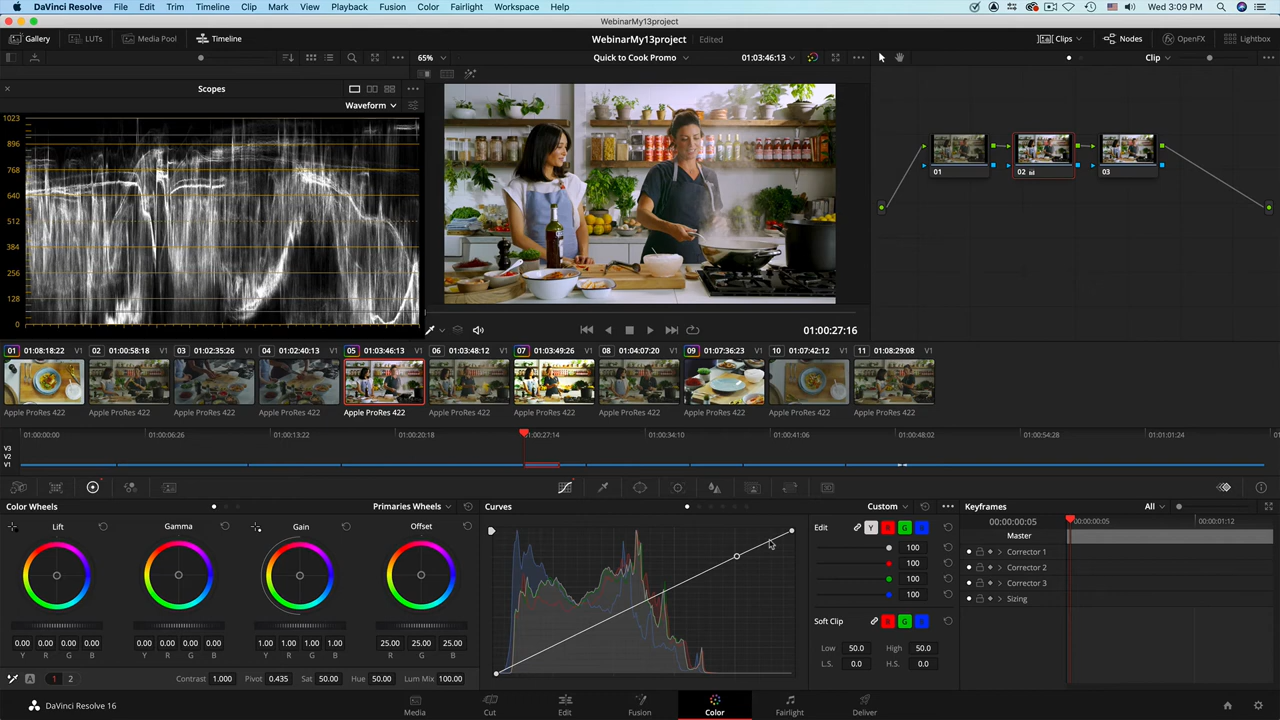 DaVinci Resolve File Edit Trim Timeline Clip Mark View Playback Fusion Color Fairlight Workspace Help Wed 3:09 PM
WebinarMy13project
Gallery LUTs Media Pool Timeline WebinarMy13project Edited Clips Nodes OpenFX Lightbox
65% Quick to Cook Promo 01:03:46:13 Clip
Scopes
Waveform
1023
896
768
640
512
384
256
128
0
01 02 03
01:00:27:16
01 01:08:18:22 V1 02 01:00:58:18 V1 03 02:35:26:26 V1 04 02:40:13 V1 05 01:03:46:13 V1 06 01:03:48:12 V1 07 01:03:49:26 V1 08 01:04:07:20 V1 09 01:07:36:23 V1 10 01:07:42:12 V1 11 01:08:29:08 V1
Apple ProRes 422 Apple ProRes 422 Apple ProRes 422 Apple ProRes 422 Apple ProRes 422 Apple ProRes 422 Apple ProRes 422 Apple ProRes 422 Apple ProRes 422 Apple ProRes 422 Apple ProRes 422
01:00:00:00 01:00:06:26 01:00:13:22 01:00:20:18 01:00:27:14 01:00:34:10 01:00:41:06 01:00:48:02 01:00:54:28 01:01:01:24
V3
V2
V1
Color Wheels Primaries Wheels Curves Custom Keyframes All
Lift Gamma Gain Offset
Edit Y R G B
100
100
100
100
Soft Clip R G B
Low 50.0 High 50.0
L.S. 0.0 H.S. 0.0
00:00:00:05 00:00:00:05 00:00:01:12
Master
Corrector 1
Corrector 2
Corrector 3
Sizing
0.00 0.00 0.00 0.00 0.00 0.00 0.00 0.00 1.00 1.00 1.00 1.00 25.00 25.00 25.00
Y R G B Y R G B Y R G B R G B
A 1 2 Contrast 1.000 Pivot 0.435 Sat 50.00 Hue 50.00 Lum Mix 100.00
DaVinci Resolve 16 Media Cut Edit Fusion Color Fairlight Deliver